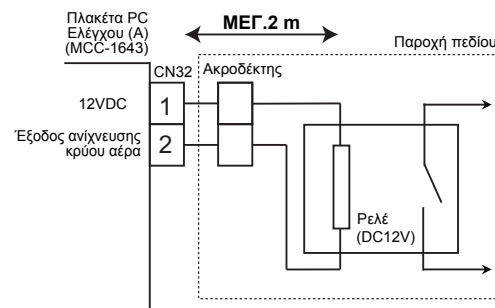 Πλακέτα PC
Ελέγχου (A)
(MCC-1643)
ΜΕΓ.2 m
Παροχή πεδίου
CN32
Ακροδέκτης
12VDC
1
Έξοδος ανίχνευσης
κρύου αέρα
2
Ρελέ
(DC12V)